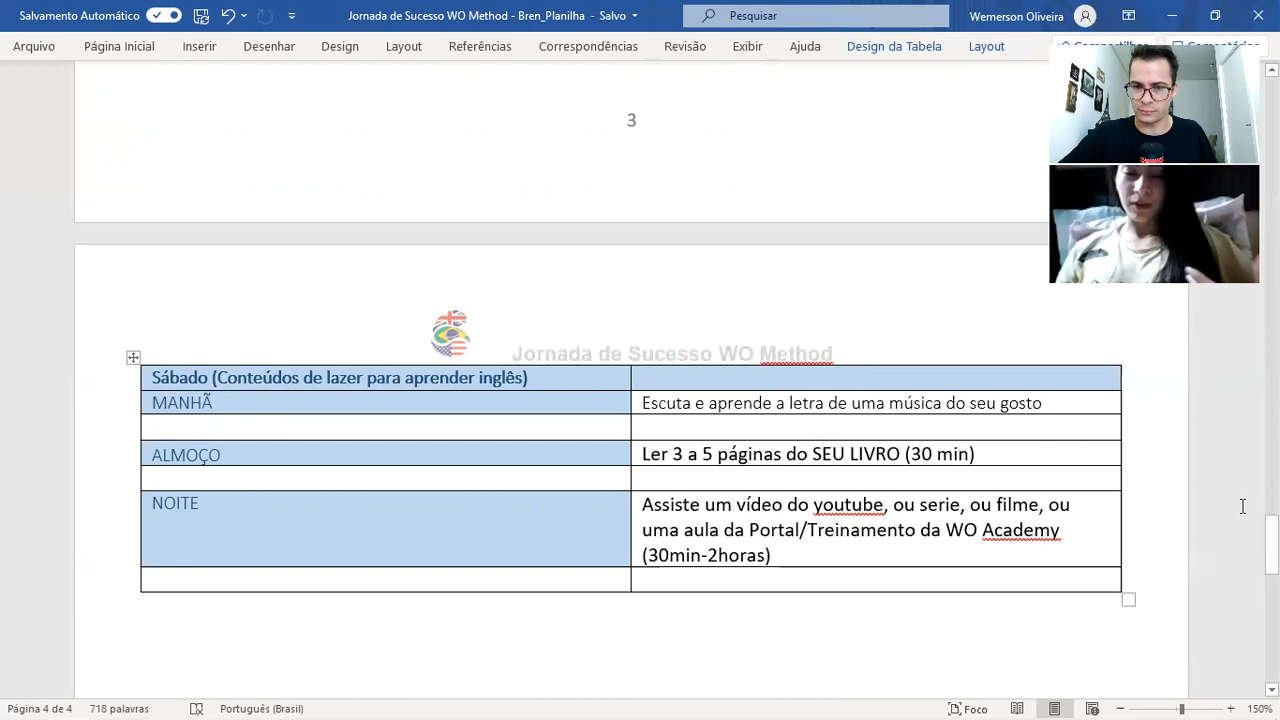 Salvamento Automático
Jornada de Sucesso WO Method - Bren_Planilha - Salvo
Pesquisar
Wemerson Oliveira
Arquivo Página Inicial Inserir Desenhar Design Layout Referências Correspondências Revisão Exibir Ajuda Design da Tabela Layout
3
Jornada de Sucesso WO Method
Sábado (Conteúdos de lazer para aprender inglês)
MANHÃ Escuta e aprende a letra de uma música do seu gosto
ALMOÇO Ler 3 a 5 páginas do SEU LIVRO (30 min)
NOITE Assiste um vídeo do youtube, ou serie, ou filme, ou
uma aula da Portal/Treinamento da WO Academy
(30min-2horas)
Página 4 de 4 718 palavras Português (Brasil) Foco 150%